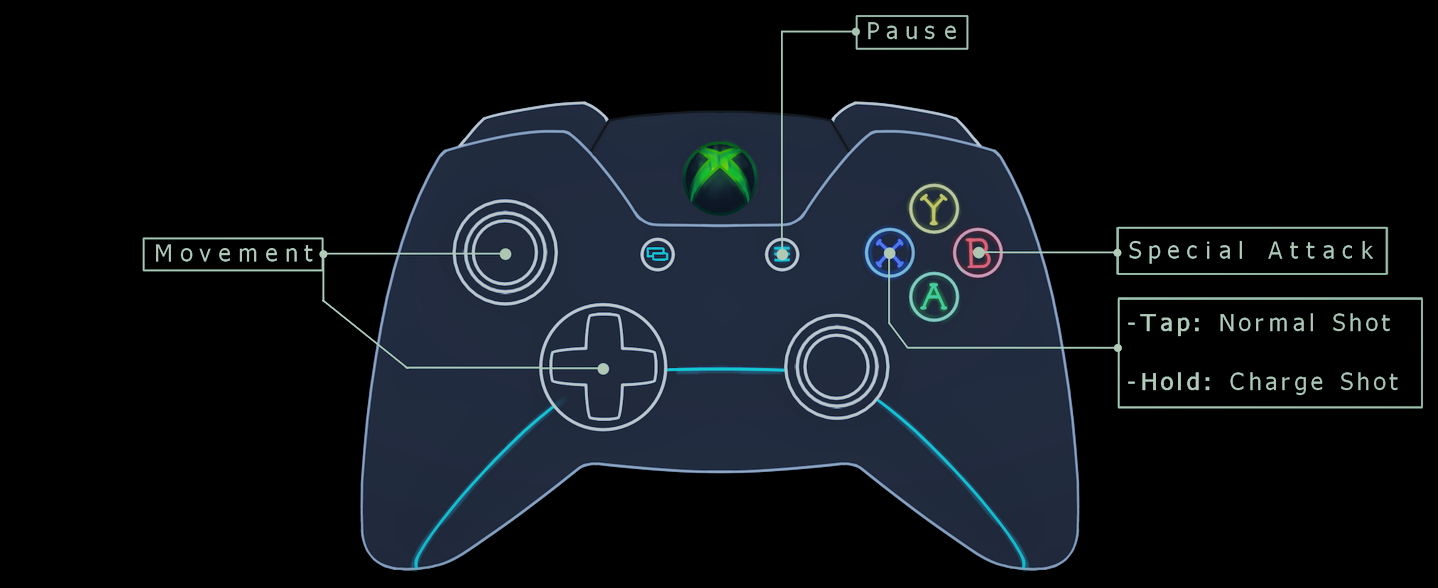 Pause
Y
Movement
X
B
Special Attack
A
-Tap: Normal Shot
-Hold: Charge Shot